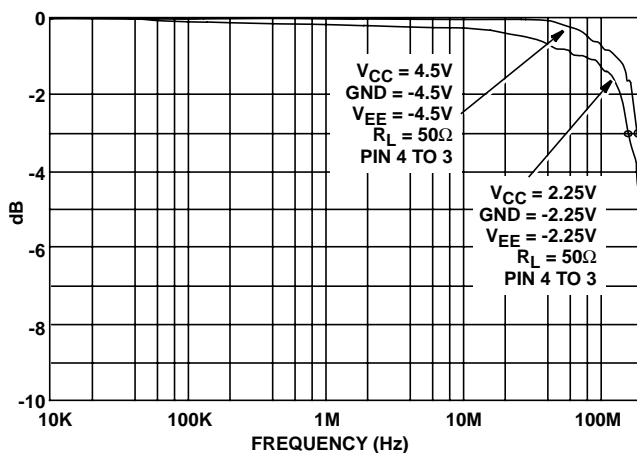 0
-2
-4
-6
-8
-10
dB
VCC = 4.5V
GND = -4.5V
VEE = -4.5V
RL = 50Ω
PIN 4 TO 3
VCC = 2.25V
GND = -2.25V
VEE = -2.25V
RL = 50Ω
PIN 4 TO 3
10K 100K 1M 10M 100M
FREQUENCY (Hz)